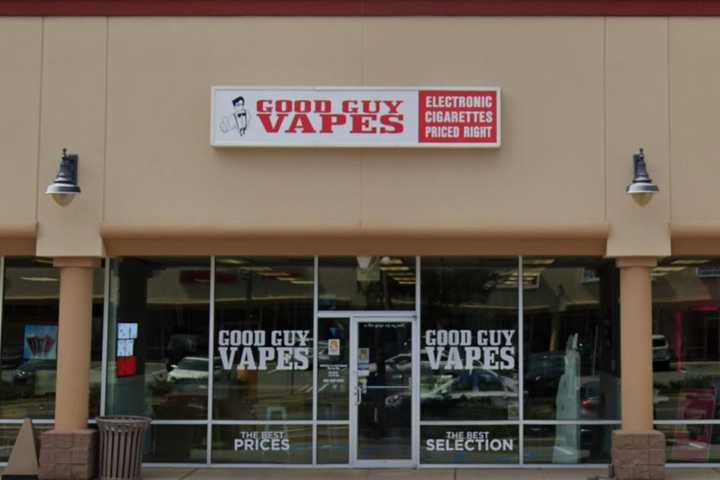 GOOD GUY
VAPES
ELECTRONIC
CIGARETTES
PRICED RIGHT
GOOD GUY
VAPES
GOOD GUY
VAPES
THE BEST
PRICES
THE BEST
SELECTION